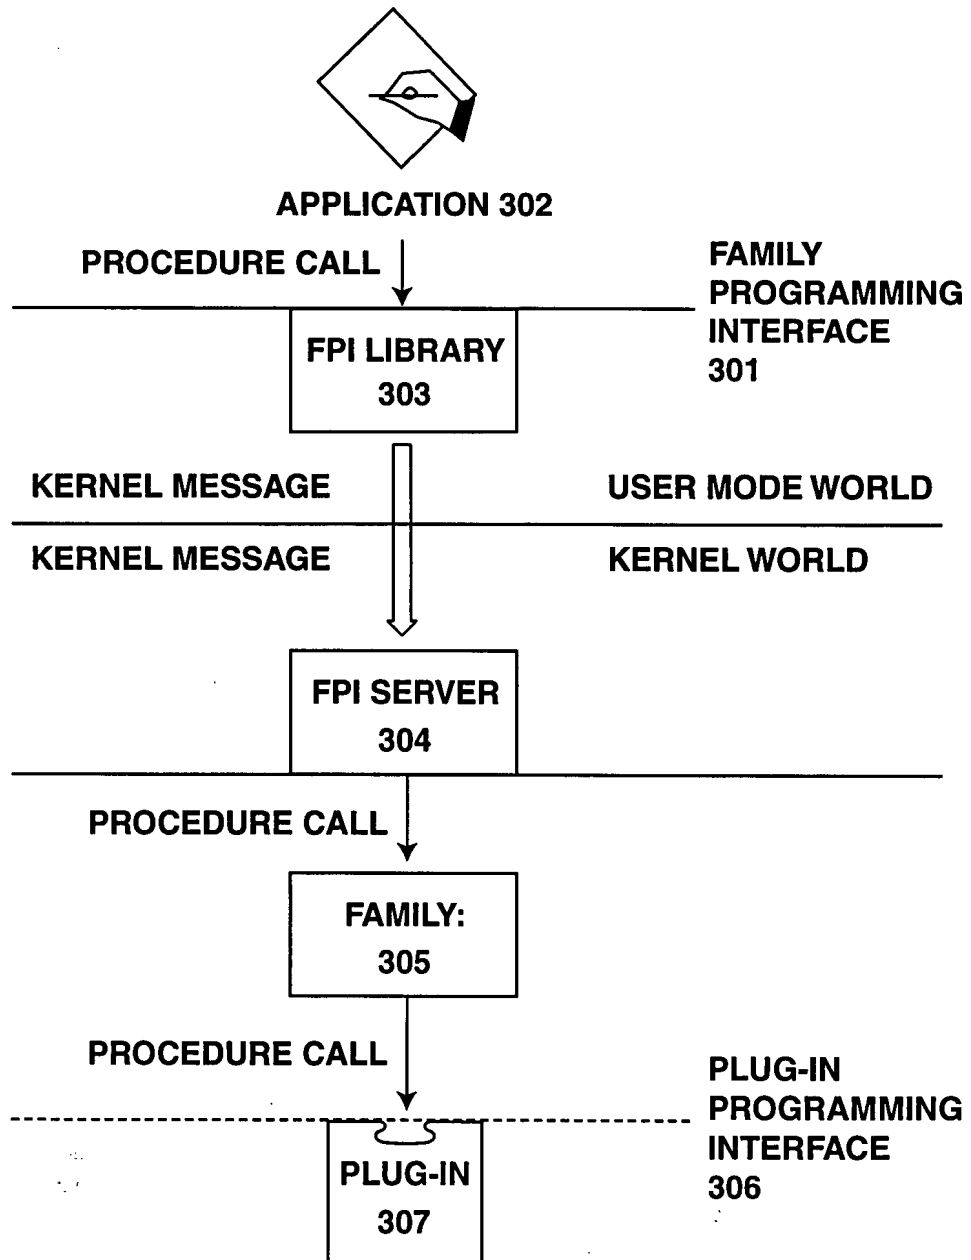 APPLICATION 302
PROCEDURE CALL
FAMILY
PROGRAMMING
INTERFACE
301
FPI LIBRARY
303
KERNEL MESSAGE
USER MODE WORLD
KERNEL MESSAGE
KERNEL WORLD
FPI SERVER
304
PROCEDURE CALL
FAMILY:
305
PROCEDURE CALL
PLUG-IN
PROGRAMMING
INTERFACE
306
PLUG-IN
307